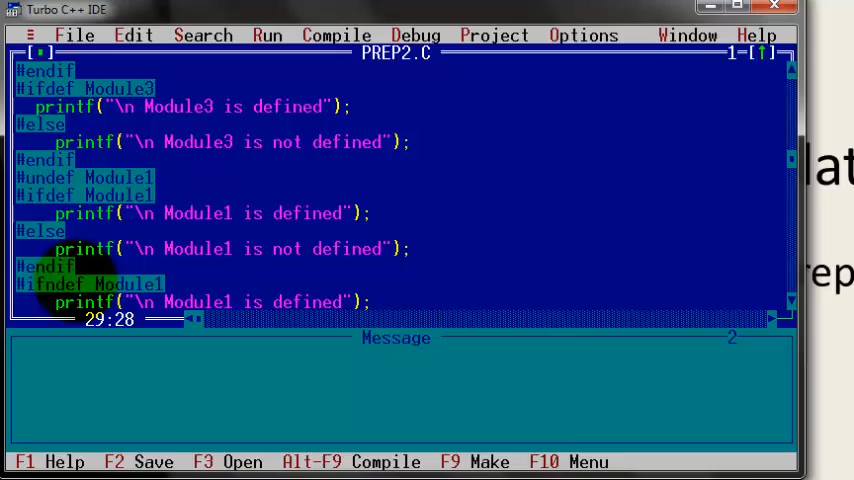 Turbo C++ IDE
≡ File Edit Search Run Compile Debug Project Options Window Help
[▪] PREP2.C 1=[↑]
#endif
#ifdef Module3
printf("\n Module3 is defined");
#else
printf("\n Module3 is not defined");
#endif
#undef Module1
#ifdef Module1
printf("\n Module1 is defined");
#else
printf("\n Module1 is not defined");
#endif
#ifndef Module1
printf("\n Module1 is defined");
29:28
Message 2
F1 Help F2 Save F3 Open Alt-F9 Compile F9 Make F10 Menu
lat
rep